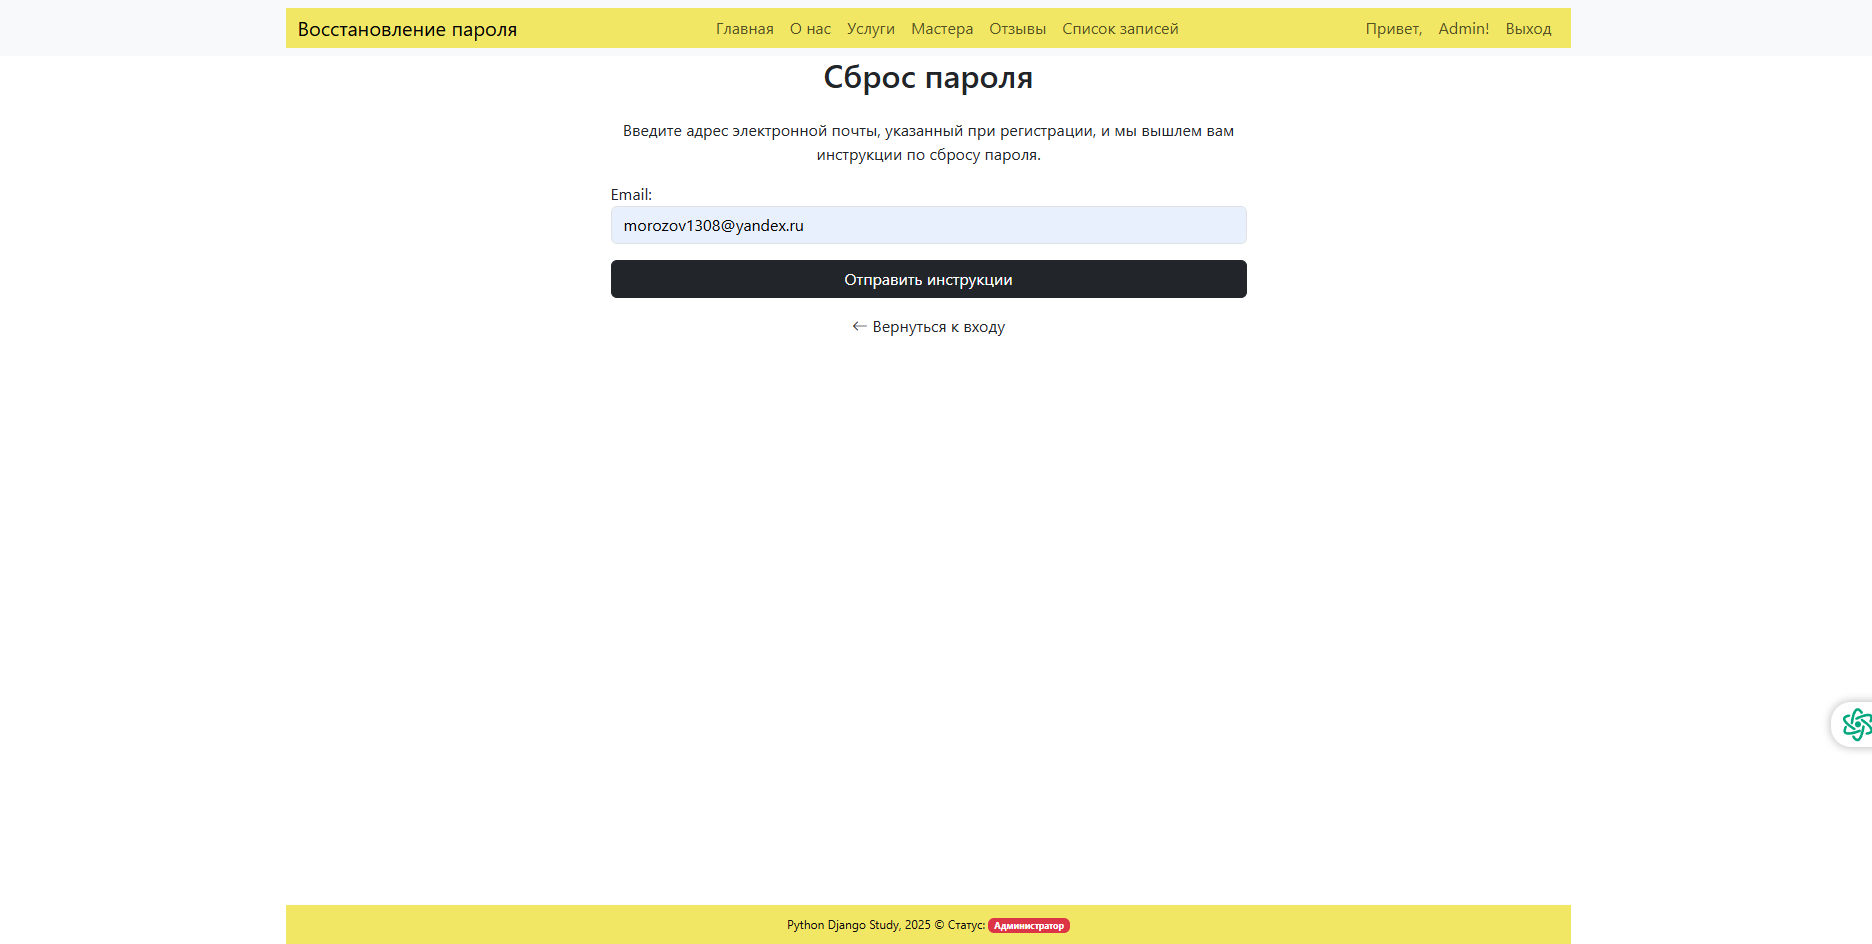 Восстановление пароля
Главная О нас Услуги Мастера Отзывы Список записей
Привет, Admin! Выход
Сброс пароля
Введите адрес электронной почты, указанный при регистрации, и мы вышлем вам
инструкции по сбросу пароля.
Email:
morozov1308@yandex.ru
Отправить инструкции
← Вернуться к входу
Python Django Study, 2025 © Статус: Администратор